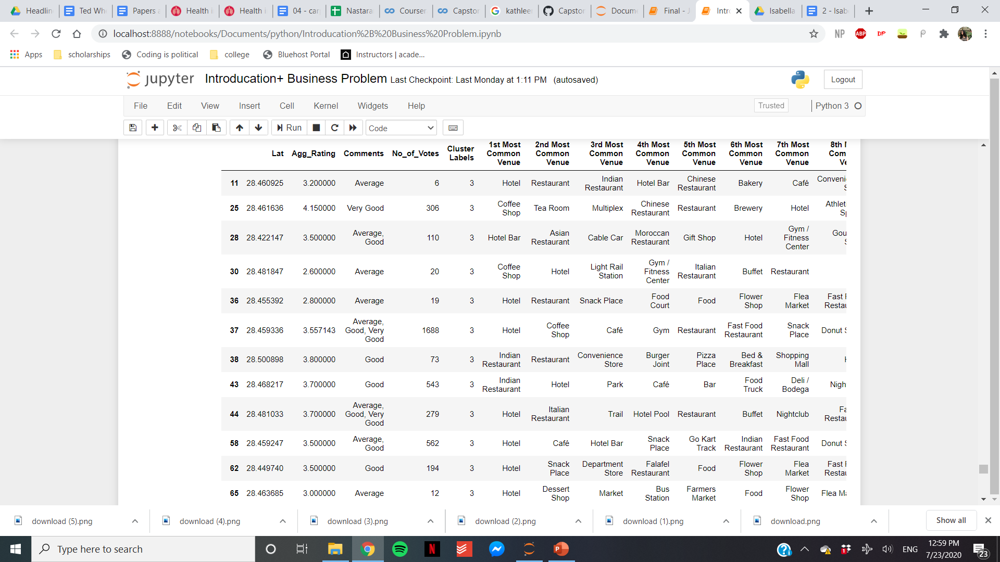 Headlin
Ted Whe
Papers a
Health i
Health i
04 - car
Nastara
Courser
Capstor
kathlee
Capstor
Docume
Final - J
Intro
Isabella
2 - Isab
localhost:8888/notebooks/Documents/python/Introducation%2B%20Business%20Problem.ipynb
NP ABP DP
Apps scholarships Coding is political college Bluehost Portal Instructors | acade...
jupyter Introducation+ Business Problem Last Checkpoint: Last Monday at 1:11 PM (autosaved)
Logout
File Edit View Insert Cell Kernel Widgets Help
Trusted Python 3
Run Code
Lat Agg_Rating Comments No_of_Votes Cluster Labels 1st Most Common Venue 2nd Most Common Venue 3rd Most Common Venue 4th Most Common Venue 5th Most Common Venue 6th Most Common Venue 7th Most Common Venue 8th
11 28.460925 3.200000 Average 6 3 Hotel Restaurant Indian Restaurant Hotel Bar Chinese Restaurant Bakery Café Conveni
25 28.461636 4.150000 Very Good 306 3 Coffee Shop Tea Room Multiplex Chinese Restaurant Restaurant Brewery Hotel Athleti
28 28.422147 3.500000 Average, Good 110 3 Hotel Bar Asian Restaurant Cable Car Moroccan Restaurant Gift Shop Hotel Gym / Fitness Center Gou
30 28.481847 2.600000 Average 20 3 Coffee Shop Hotel Light Rail Station Gym / Fitness Center Italian Restaurant Buffet Restaurant
36 28.455392 2.800000 Average 19 3 Hotel Restaurant Snack Place Food Court Food Flower Shop Flea Market Fast F Restau
37 28.459336 3.557143 Average, Good, Very Good 1688 3 Hotel Coffee Shop Café Gym Restaurant Fast Food Restaurant Snack Place Donut S
38 28.500898 3.800000 Good 73 3 Indian Restaurant Restaurant Convenience Store Burger Joint Pizza Place Bed & Breakfast Shopping Mall
43 28.468217 3.700000 Good 543 3 Indian Restaurant Hotel Park Café Bar Food Truck Deli / Bodega Nigh
44 28.481033 3.700000 Average, Good, Very Good 279 3 Hotel Italian Restaurant Trail Hotel Pool Restaurant Buffet Nightclub Fa Restau
58 28.459247 3.500000 Average, Good 562 3 Hotel Café Hotel Bar Snack Place Go Kart Track Indian Restaurant Fast Food Restaurant Donut S
62 28.449740 3.500000 Good 194 3 Hotel Snack Place Department Store Falafel Restaurant Food Flower Shop Flea Market Fast F Restau
65 28.463685 3.000000 Average 12 3 Hotel Dessert Shop Market Bus Station Farmers Market Food Flower Shop Flea Ma
download (5).png
download (4).png
download (3).png
download (2).png
download (1).png
download.png
Show all
Type here to search
ENG
12:59 PM
7/23/2020
23